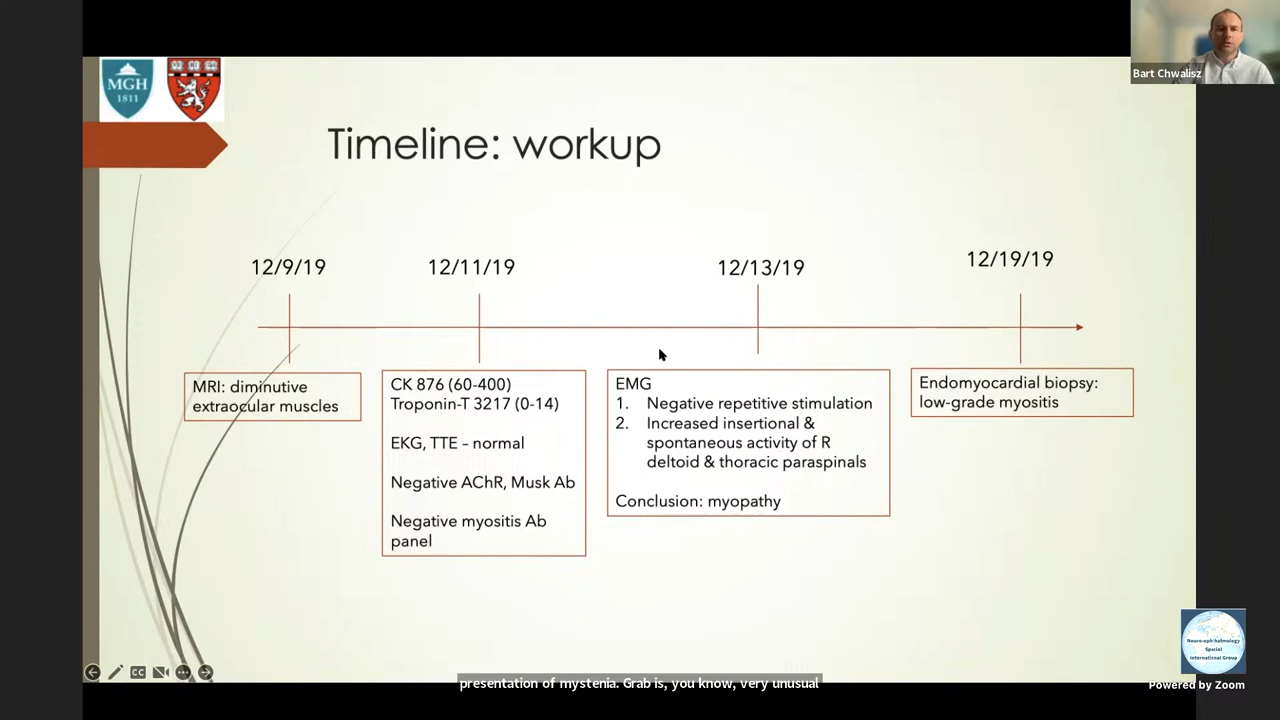 Bart Chwalisz
MGH
1811
Timeline: workup
12/9/19
12/11/19
12/13/19
12/19/19
MRI: diminutive
extraocular muscles
CK 876 (60-400)
Troponin-T 3217 (0-14)
EKG, TTE – normal
Negative AChR, Musk Ab
Negative myositis Ab
panel
EMG
1. Negative repetitive stimulation
2. Increased insertional &
spontaneous activity of R
deltoid & thoracic paraspinals
Conclusion: myopathy
Endomyocardial biopsy:
low-grade myositis
CC
presentation of mystenia. Grab is, you know, very unusual
International Group
Powered by Zoom